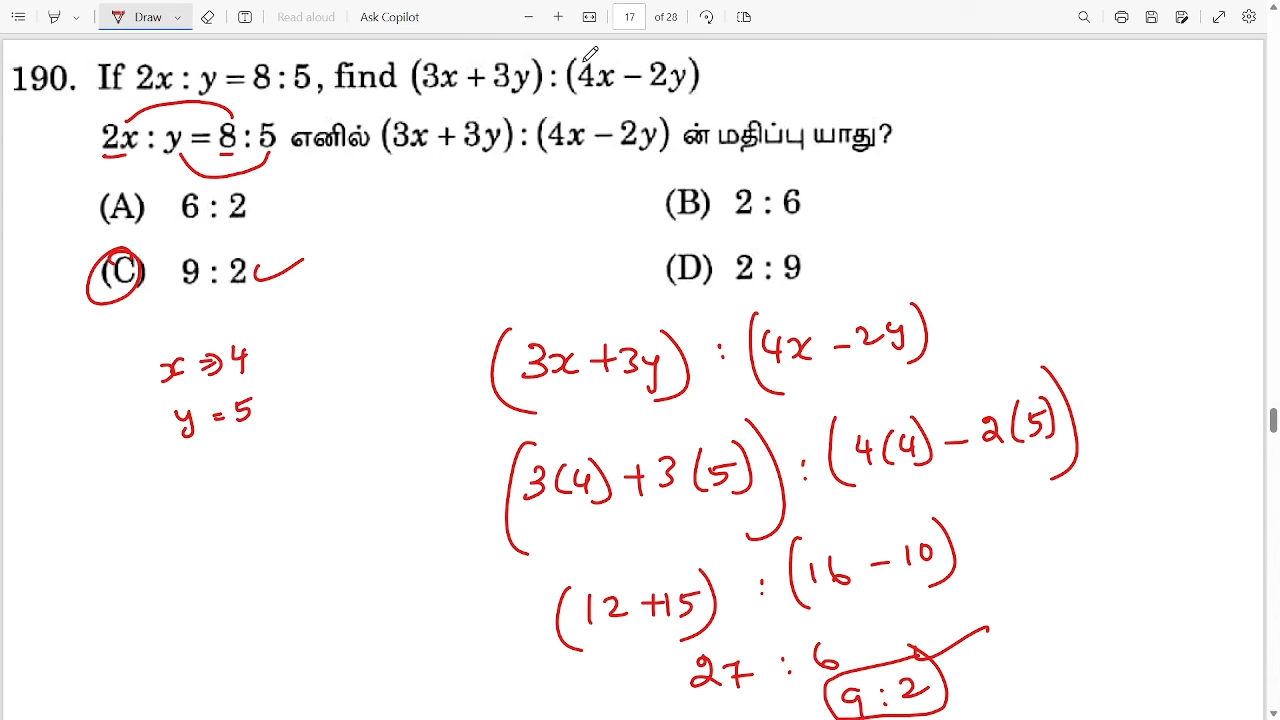 Draw Read aloud Ask Copilot 17 of 28
190. If 2x : y = 8 : 5, find (3x + 3y) : (4x − 2y)
2x : y = 8 : 5 எனில் (3x + 3y) : (4x − 2y) ன் மதிப்பு யாது?
(A) 6 : 2 (B) 2 : 6
(C) 9 : 2 (D) 2 : 9
x ⇒ 4
y = 5
(3x + 3y) : (4x − 2y)
(3(4) + 3(5)) : (4(4) − 2(5))
(12 + 15) : (16 − 10)
27 : 6
9 : 2